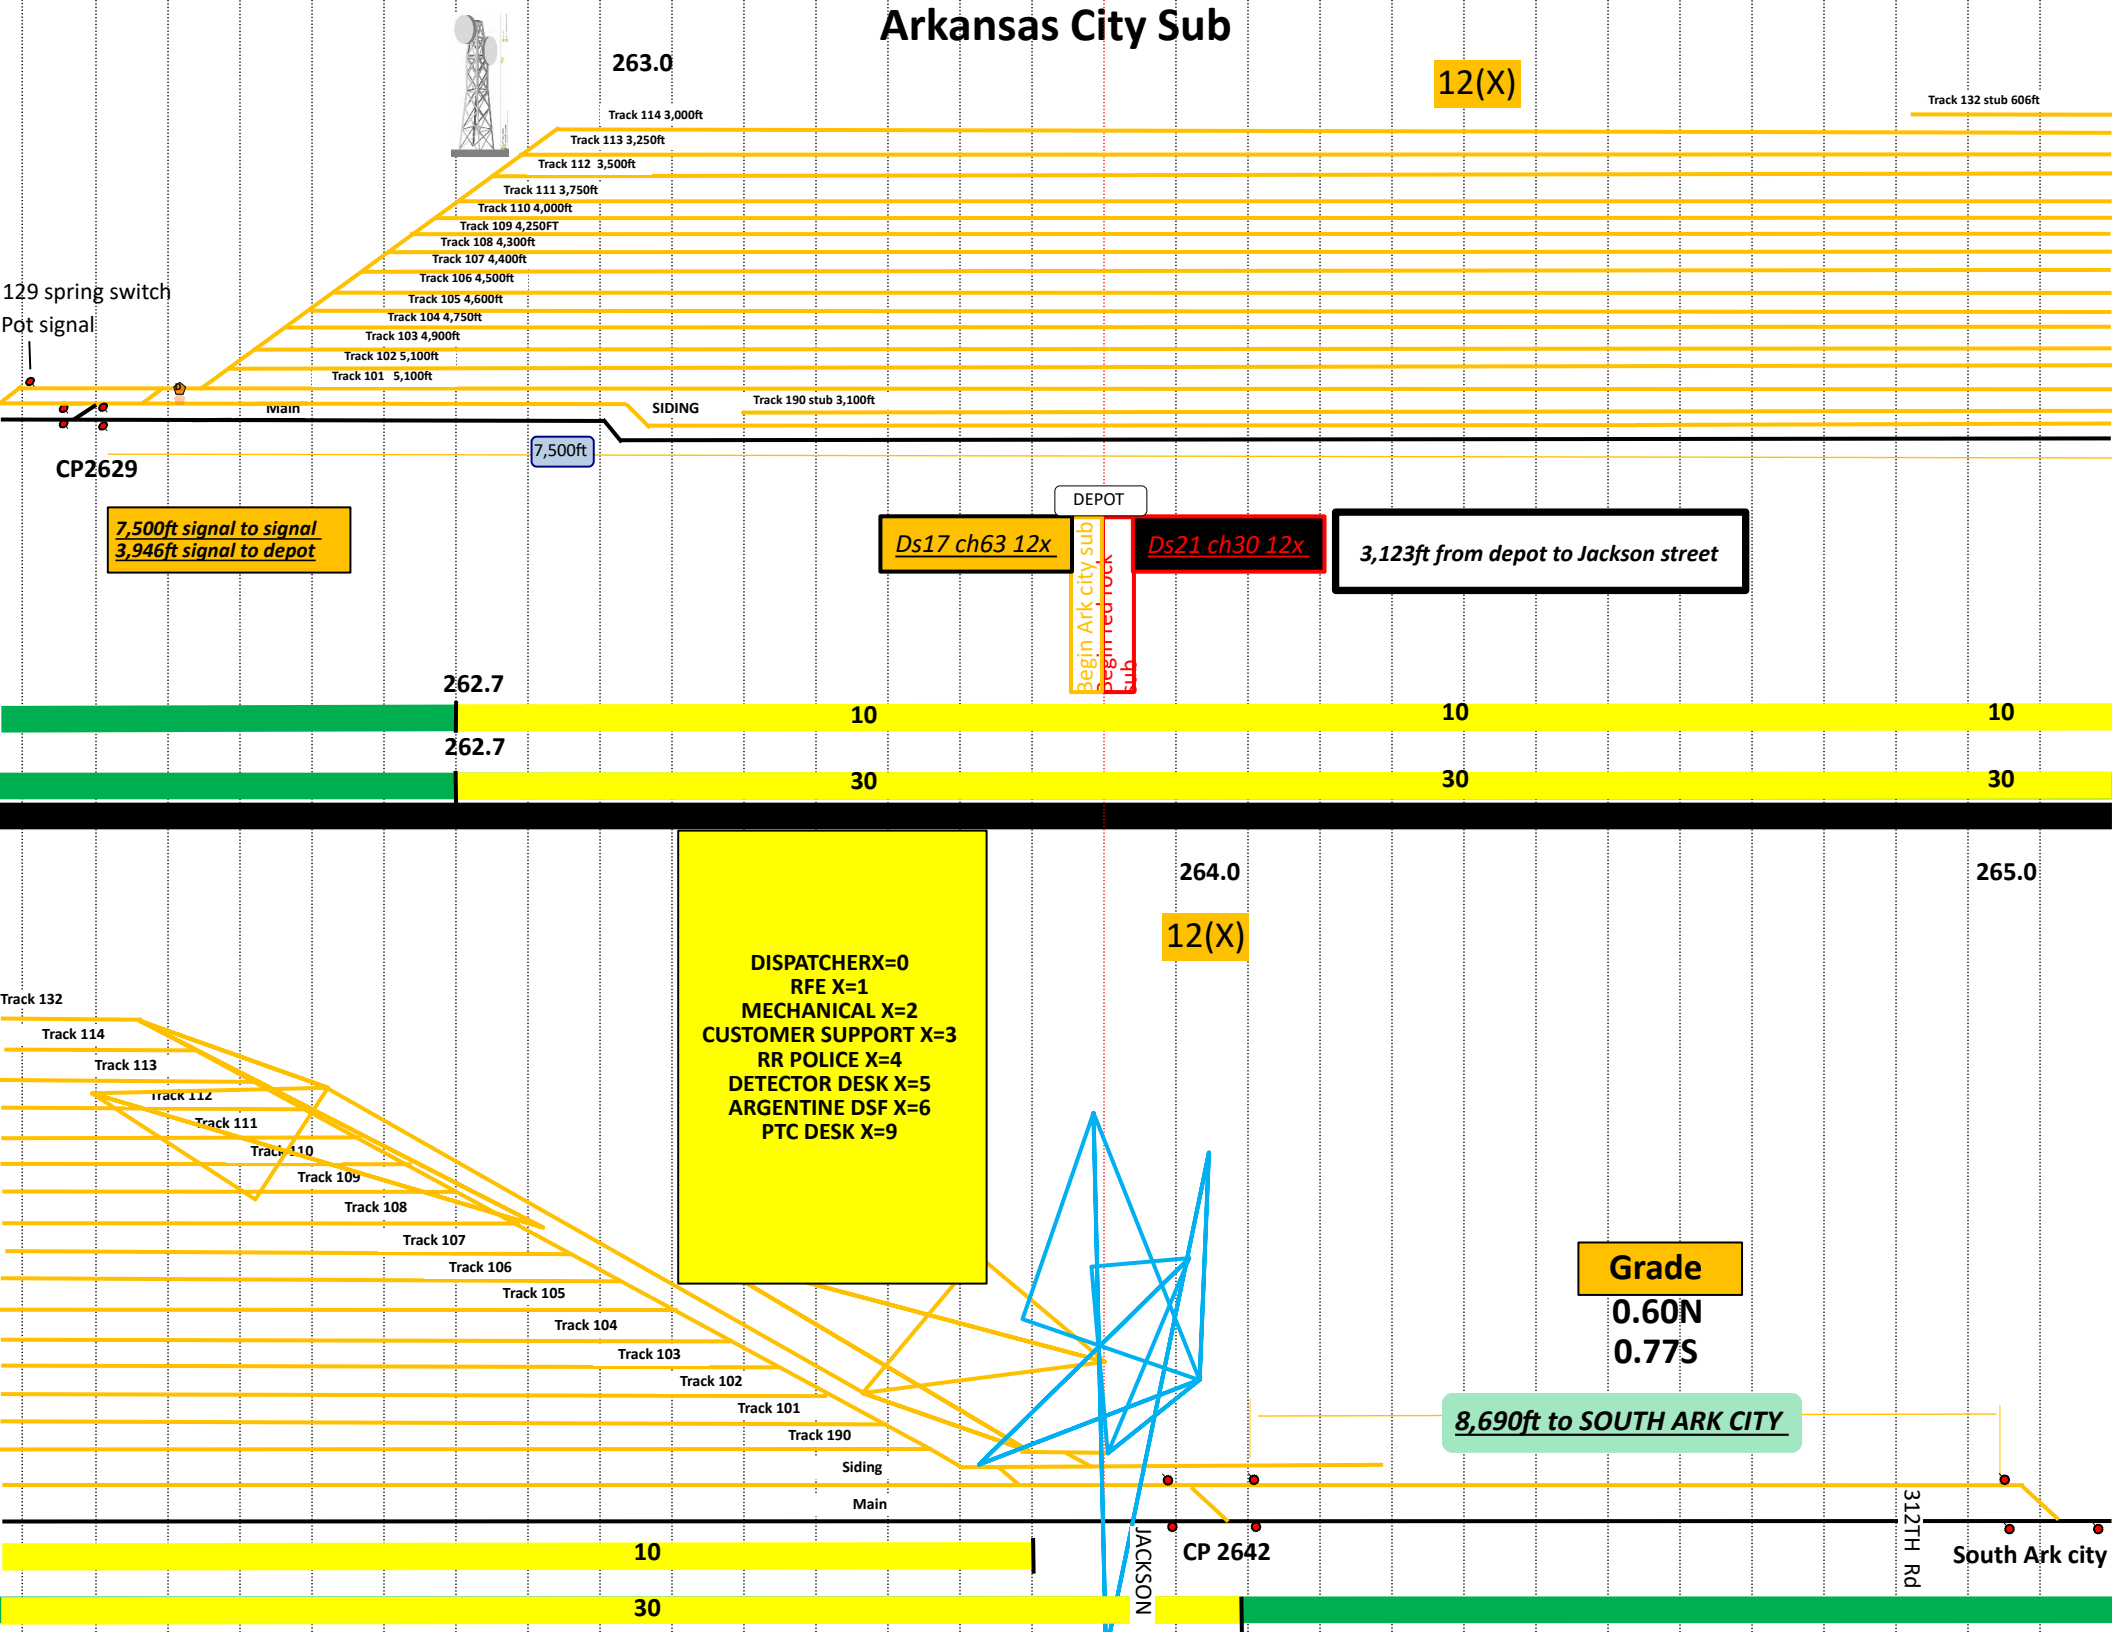 Arkansas City Sub
263.0
12(X)
Track 132 stub 606ft
Track 114 3,000ft
Track 113 3,250ft
Track 112  3,500ft
Track 111 3,750ft
Track 110 4,000ft
Track 109 4,250FT
Track 108 4,300ft
Track 107 4,400ft
Track 106 4,500ft
129 spring switch
Pot signal
Track 105 4,600ft
Track 104 4,750ft
Track 103 4,900ft
Track 102 5,100ft
Track 101   5,100ft
Main
SIDING
Track 190 stub 3,100ft
7,500ft
CP2629
7,500ft signal to signal
3,946ft signal to depot
DEPOT
Ds17 ch63 12x
Begin Ark city sub
Begin red rock
sub
Ds21 ch30 12x
3,123ft from depot to Jackson street
262.7
10
10
10
262.7
30
30
30
264.0
265.0
12(X)
DISPATCHERX=0
RFE X=1
MECHANICAL X=2
CUSTOMER SUPPORT X=3
RR POLICE X=4
DETECTOR DESK X=5
ARGENTINE DSF X=6
PTC DESK X=9
Track 132
Track 114
Track 113
Track 112
Track 111
Track 110
Track 109
Track 108
Track 107
Track 106
Track 105
Track 104
Track 103
Track 102
Track 101
Track 190
Siding
Main
Grade
0.60N
0.77S
8,690ft to SOUTH ARK CITY
JACKSON
CP 2642
312TH Rd
South Ark city
10
30